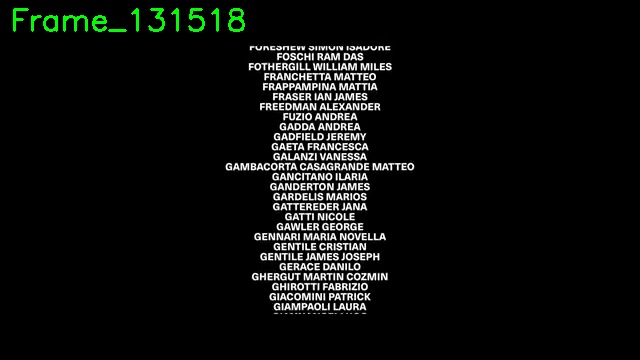 Frame_131518
FORESHEW SIMON ISADORE
FOSCHI RAM DAS
FOTHERGILL WILLIAM MILES
FRANCHETTA MATTEO
FRAPPAMPINA MATTIA
FRASER IAN JAMES
FREEDMAN ALEXANDER
FUZIO ANDREA
GADDA ANDREA
GADFIELD JEREMY
GAETA FRANCESCA
GALANZI VANESSA
GAMBACORTA CASAGRANDE MATTEO
GANCITANO ILARIA
GANDERTON JAMES
GARDELIS MARIOS
GATTEREDER JANA
GATTI NICOLE
GAWLER GEORGE
GENNARI MARIA NOVELLA
GENTILE CRISTIAN
GENTILE JAMES JOSEPH
GERACE DANILO
GHERGUT MARTIN COZMIN
GHIROTTI FABRIZIO
GIACOMINI PATRICK
GIAMPAOLI LAURA